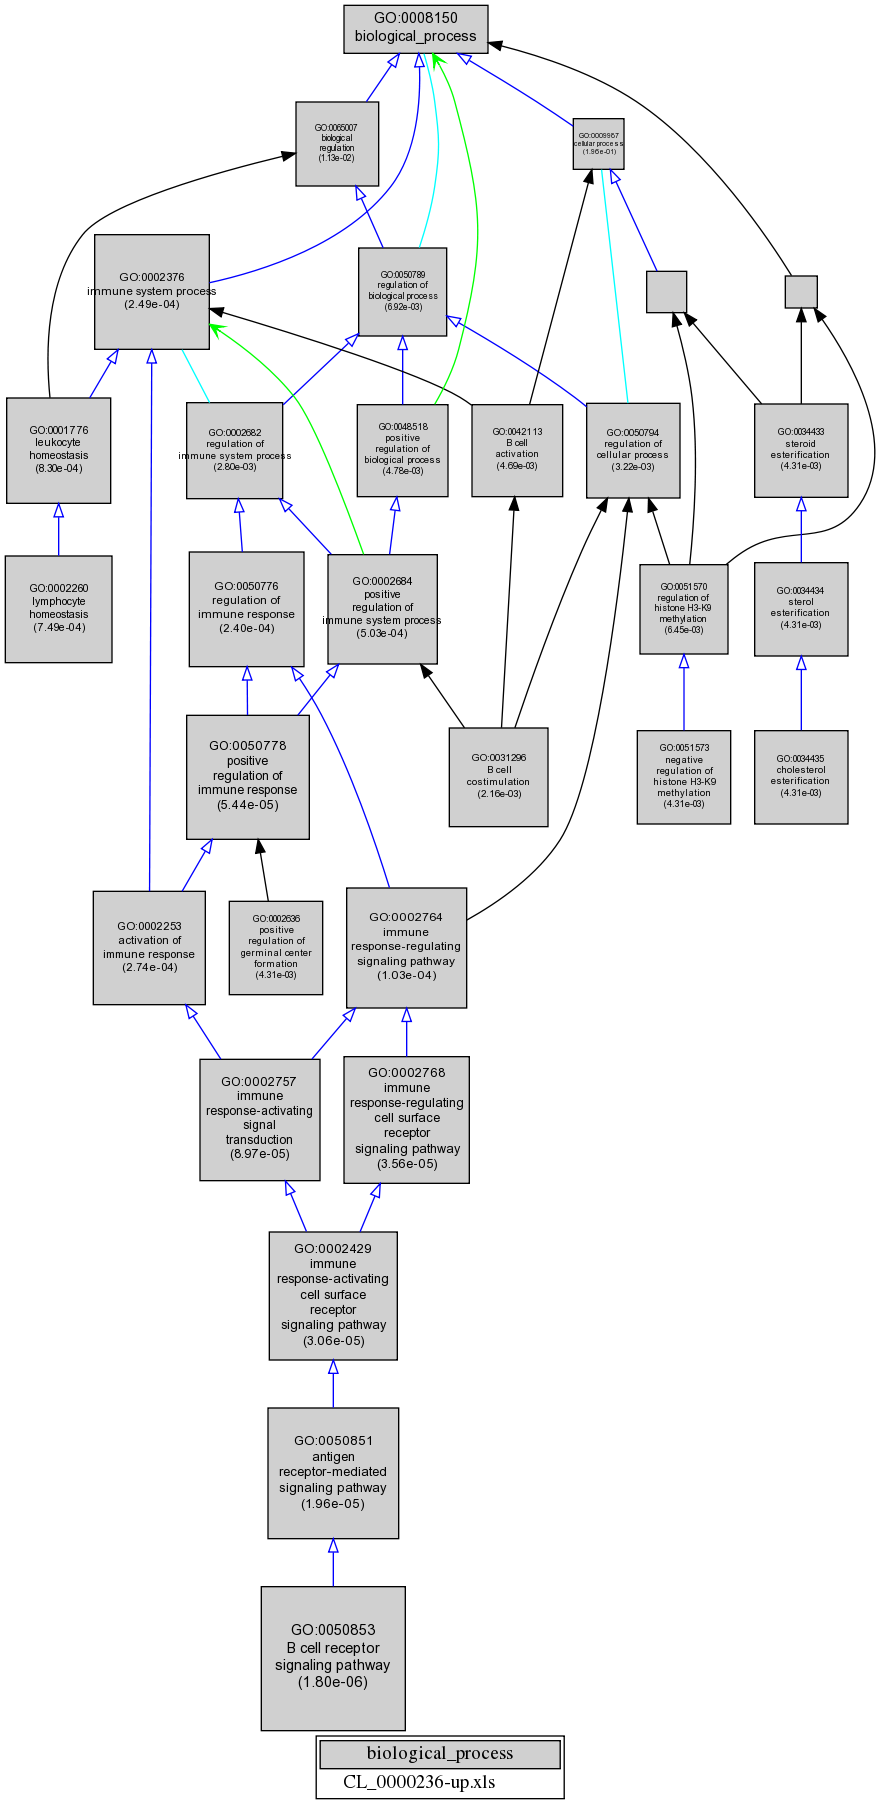 GO:0008150
biological_process
GO:0065007
biological
regulation
(1.13e-02)
GO:0009987
cellular process
(1.96e-01)
GO:0002376
immune system process
(2.49e-04)
GO:0050789
regulation of
biological process
(6.92e-03)
GO:0001776
leukocyte
homeostasis
(8.30e-04)
GO:0002682
regulation of
immune system process
(2.80e-03)
GO:0048518
positive
regulation of
biological process
(4.78e-03)
GO:0042113
B cell
activation
(4.69e-03)
GO:0050794
regulation of
cellular process
(3.22e-03)
GO:0034433
steroid
esterification
(4.31e-03)
GO:0002260
lymphocyte
homeostasis
(7.49e-04)
GO:0050776
regulation of
immune response
(2.40e-04)
GO:0002684
positive
regulation of
immune system process
(5.03e-04)
GO:0051570
regulation of
histone H3-K9
methylation
(6.45e-03)
GO:0034434
sterol
esterification
(4.31e-03)
GO:0050778
positive
regulation of
immune response
(5.44e-05)
GO:0031296
B cell
costimulation
(2.16e-03)
GO:0051573
negative
regulation of
histone H3-K9
methylation
(4.31e-03)
GO:0034435
cholesterol
esterification
(4.31e-03)
GO:0002253
activation of
immune response
(2.74e-04)
GO:0002636
positive
regulation of
germinal center
formation
(4.31e-03)
GO:0002764
immune
response-regulating
signaling pathway
(1.03e-04)
GO:0002757
immune
response-activating
signal
transduction
(8.97e-05)
GO:0002768
immune
response-regulating
cell surface
receptor
signaling pathway
(3.56e-05)
GO:0002429
immune
response-activating
cell surface
receptor
signaling pathway
(3.06e-05)
GO:0050851
antigen
receptor-mediated
signaling pathway
(1.96e-05)
GO:0050853
B cell receptor
signaling pathway
(1.80e-06)
biological_process
CL_0000236-up.xls